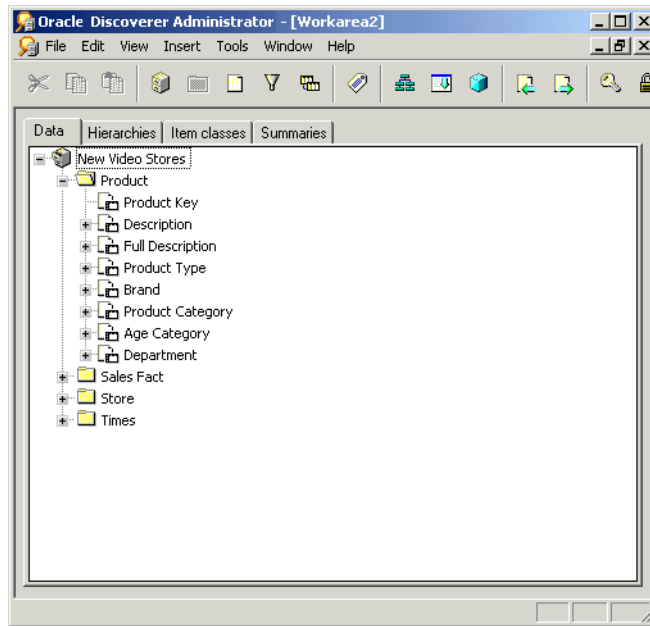 Oracle Discoverer Administrator - [Workarea2]
File Edit View Insert Tools Window Help
Data Hierarchies Item classes Summaries
New Video Stores
Product
Product Key
Description
Full Description
Product Type
Brand
Product Category
Age Category
Department
Sales Fact
Store
Times